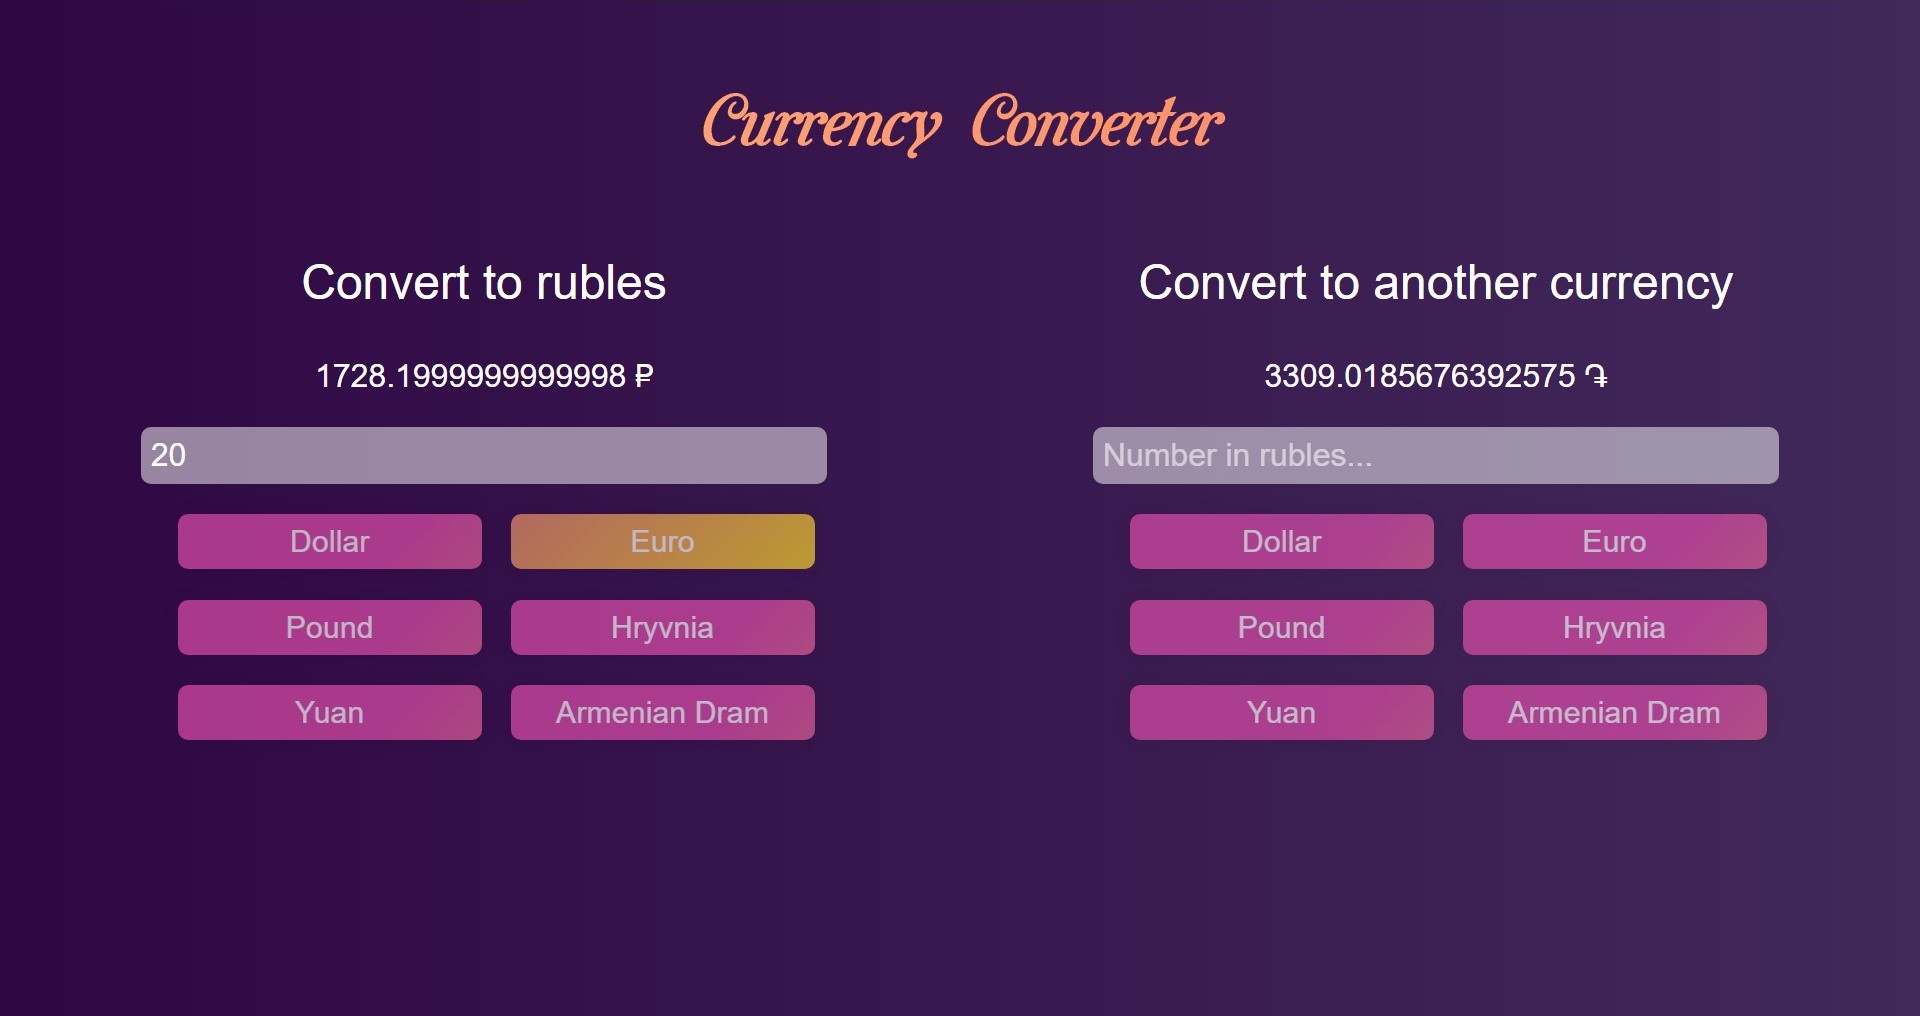 Currency Converter
Convert to rubles
1728.1999999999998 ₽
20
Dollar
Euro
Pound
Hryvnia
Yuan
Armenian Dram
Convert to another currency
3309.0185676392575 ֏
Number in rubles...
Dollar
Euro
Pound
Hryvnia
Yuan
Armenian Dram